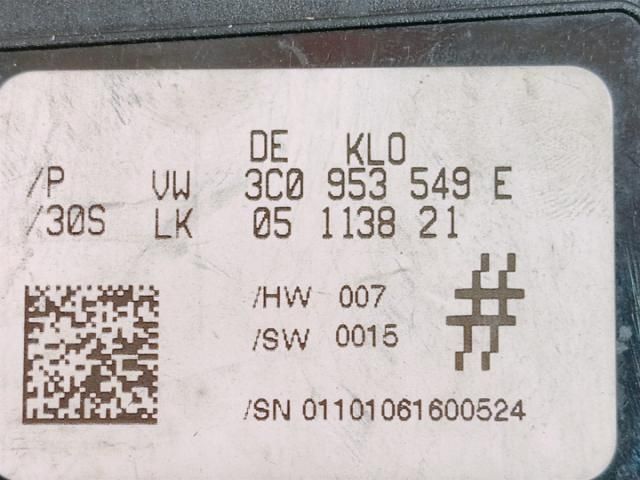 DE KLO
/P VW 3C0 953 549 E
/30S LK 05 1138 21
/HW 007
/SW 0015
#
/SN 01101061600524